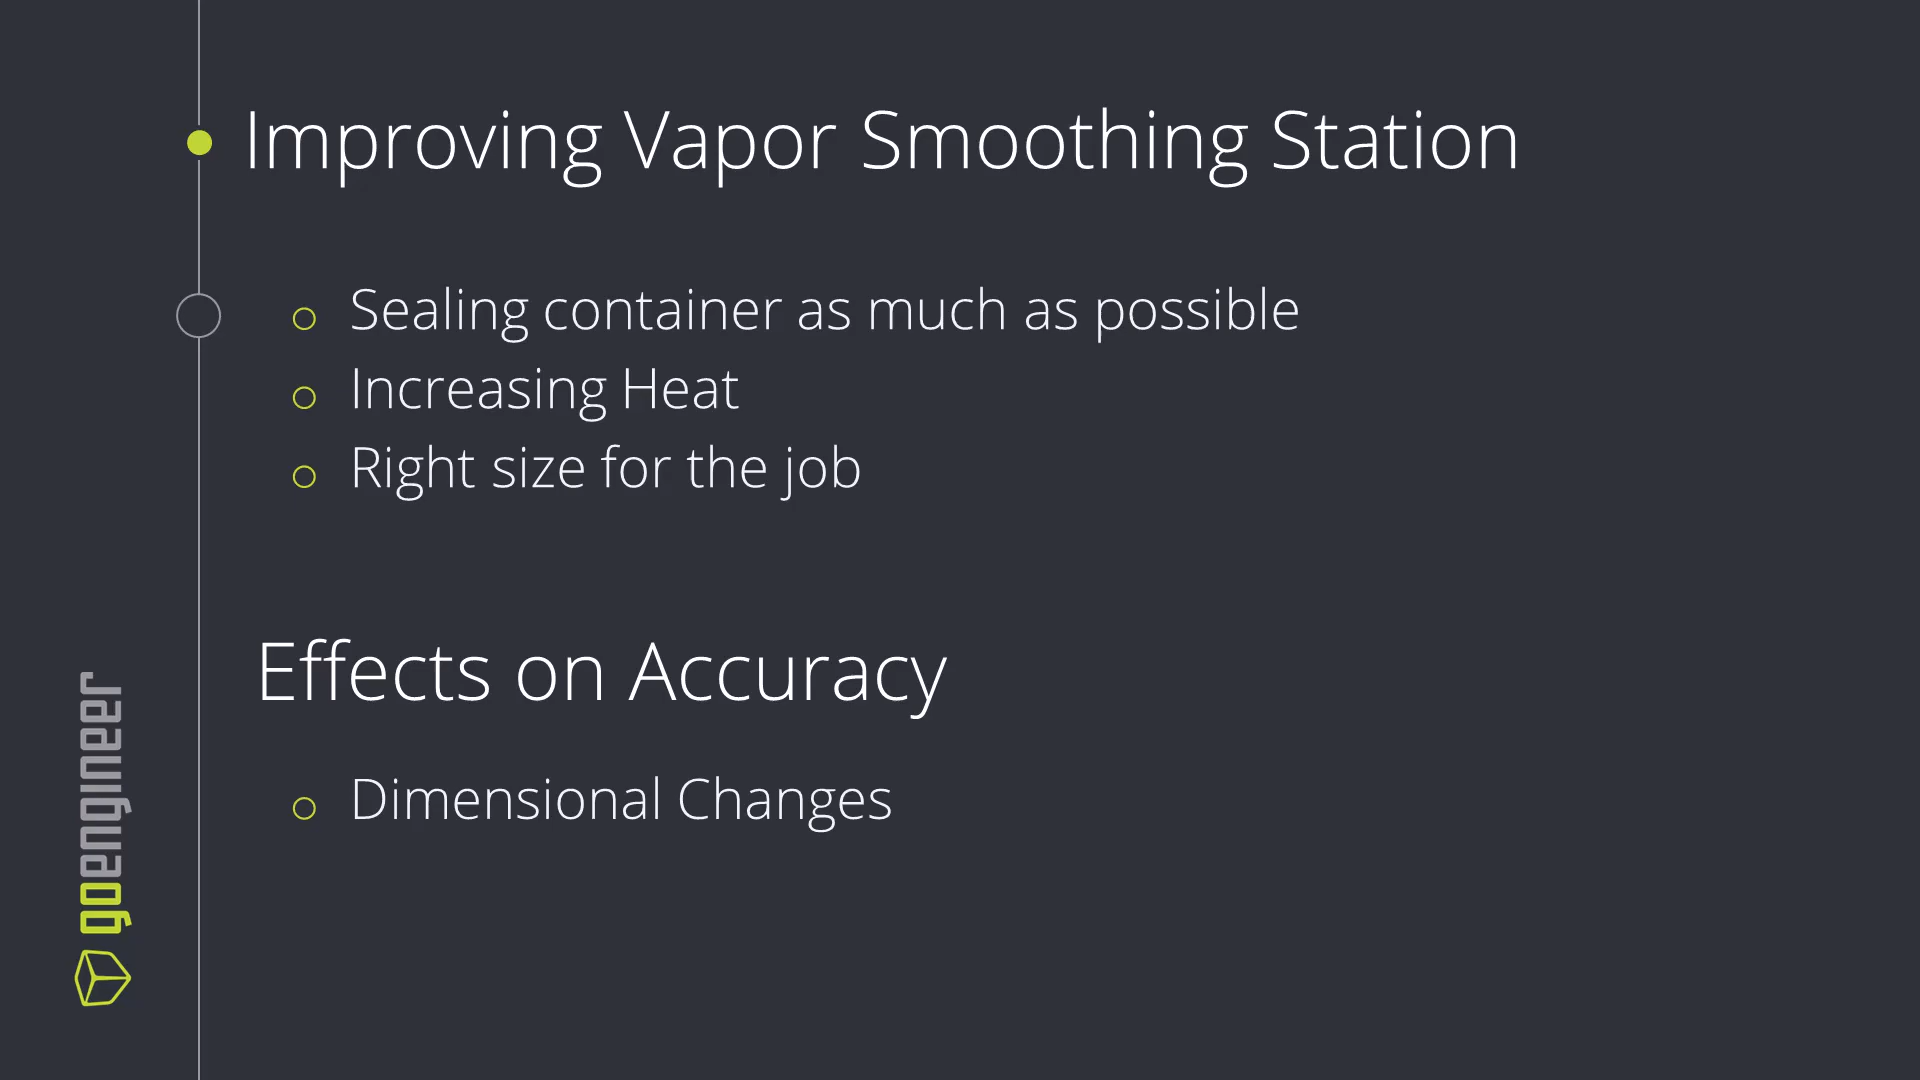 Improving Vapor Smoothing Station
Sealing container as much as possible
Increasing Heat
Right size for the job
Effects on Accuracy
Dimensional Changes
goengineer